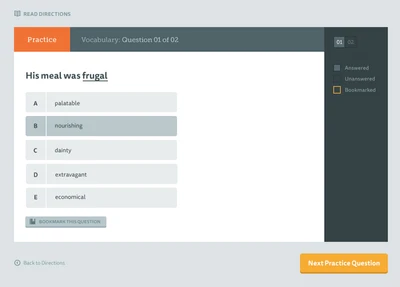 READ DIRECTIONS
Practice
Vocabulary: Question 01 of 02
01 02
His meal was frugal
A palatable
B nourishing
C dainty
D extravagant
E economical
Answered
Unanswered
Bookmarked
BOOKMARK THIS QUESTION
Back to Directions
Next Practice Question